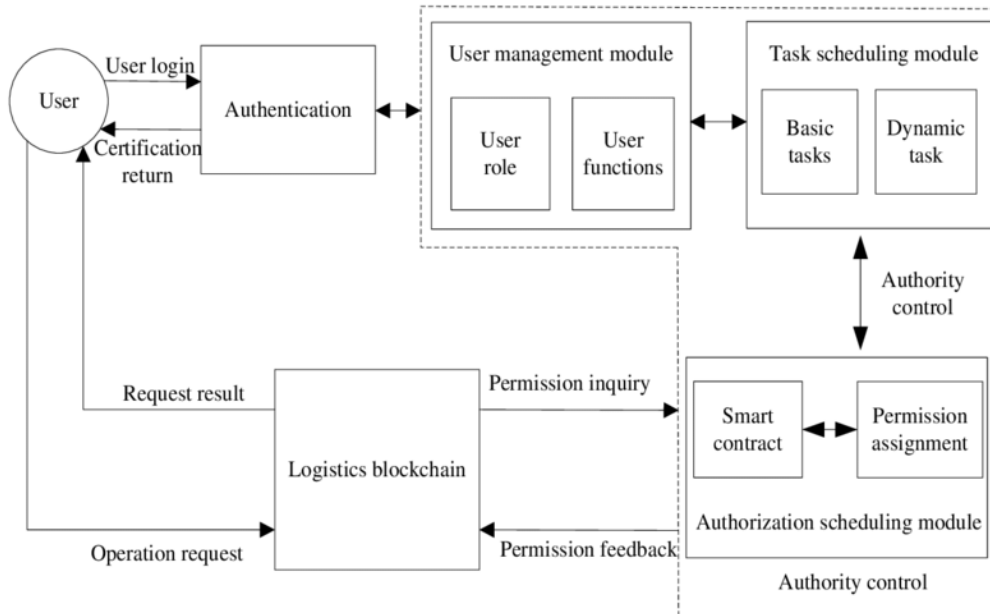 User
User login
Certification
return
Authentication
User management module
User
role
User
functions
Task scheduling module
Basic
tasks
Dynamic
task
Authority
control
Request result
Logistics blockchain
Permission inquiry
Operation request
Permission feedback
Smart
contract
Permission
assignment
Authorization scheduling module
Authority control